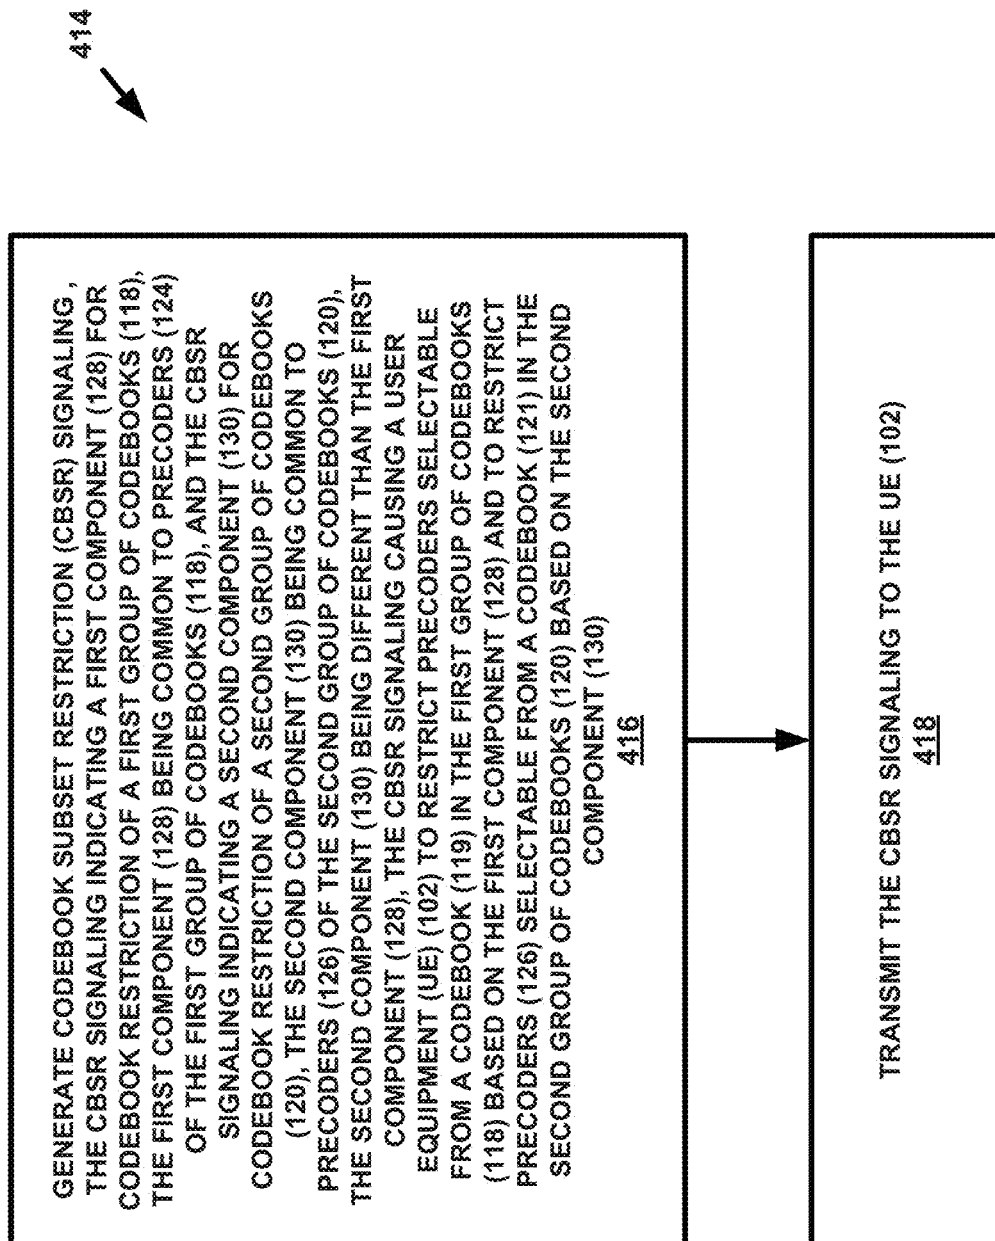 414
GENERATE CODEBOOK SUBSET RESTRICTION (CBSR) SIGNALING ,
THE CBSR SIGNALING INDICATING A FIRST COMPONENT (128) FOR
CODEBOOK RESTRICTION OF A FIRST GROUP OF CODEBOOKS (118),
THE FIRST COMPONENT (128) BEING COMMON TO PRECODERS (124)
OF THE FIRST GROUP OF CODEBOOKS (118), AND THE CBSR
SIGNALING INDICATING A SECOND COMPONENT (130) FOR
CODEBOOK RESTRICTION OF A SECOND GROUP OF CODEBOOKS
(120), THE SECOND COMPONENT (130) BEING COMMON TO
PRECODERS (126) OF THE SECOND GROUP OF CODEBOOKS (120),
THE SECOND COMPONENT (130) BEING DIFFERENT THAN THE FIRST
COMPONENT (128), THE CBSR SIGNALING CAUSING A USER
EQUIPMENT (UE) (102) TO RESTRICT PRECODERS SELECTABLE
FROM A CODEBOOK (119) IN THE FIRST GROUP OF CODEBOOKS
(118) BASED ON THE FIRST COMPONENT (128) AND TO RESTRICT
PRECODERS (126) SELECTABLE FROM A CODEBOOK (121) IN THE
SECOND GROUP OF CODEBOOKS (120) BASED ON THE SECOND
COMPONENT (130)
416
TRANSMIT THE CBSR SIGNALING TO THE UE (102)
418